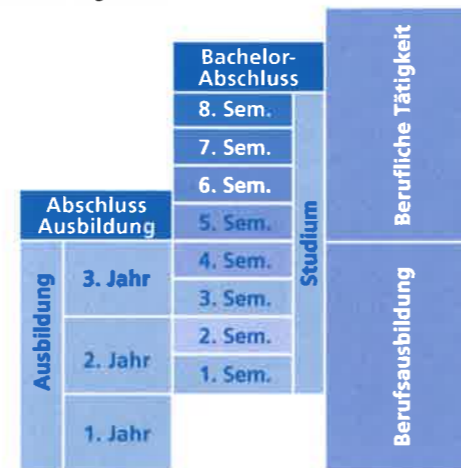 Bachelor-
Abschluss
8. Sem.
7. Sem.
6. Sem.
5. Sem.
4. Sem.
3. Sem.
2. Sem.
1. Sem.
Studium
Abschluss
Ausbildung
Ausbildung
3. Jahr
2. Jahr
1. Jahr
Berufliche Tätigkeit
Berufsausbildung